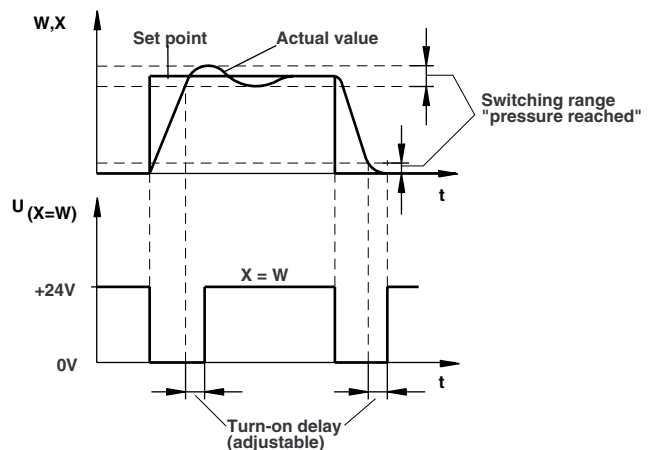 W,X
Set point
Actual value
Switching range
"pressure reached"
t
U (X=W)
+24V
X = W
0V
t
Turn-on delay
(adjustable)